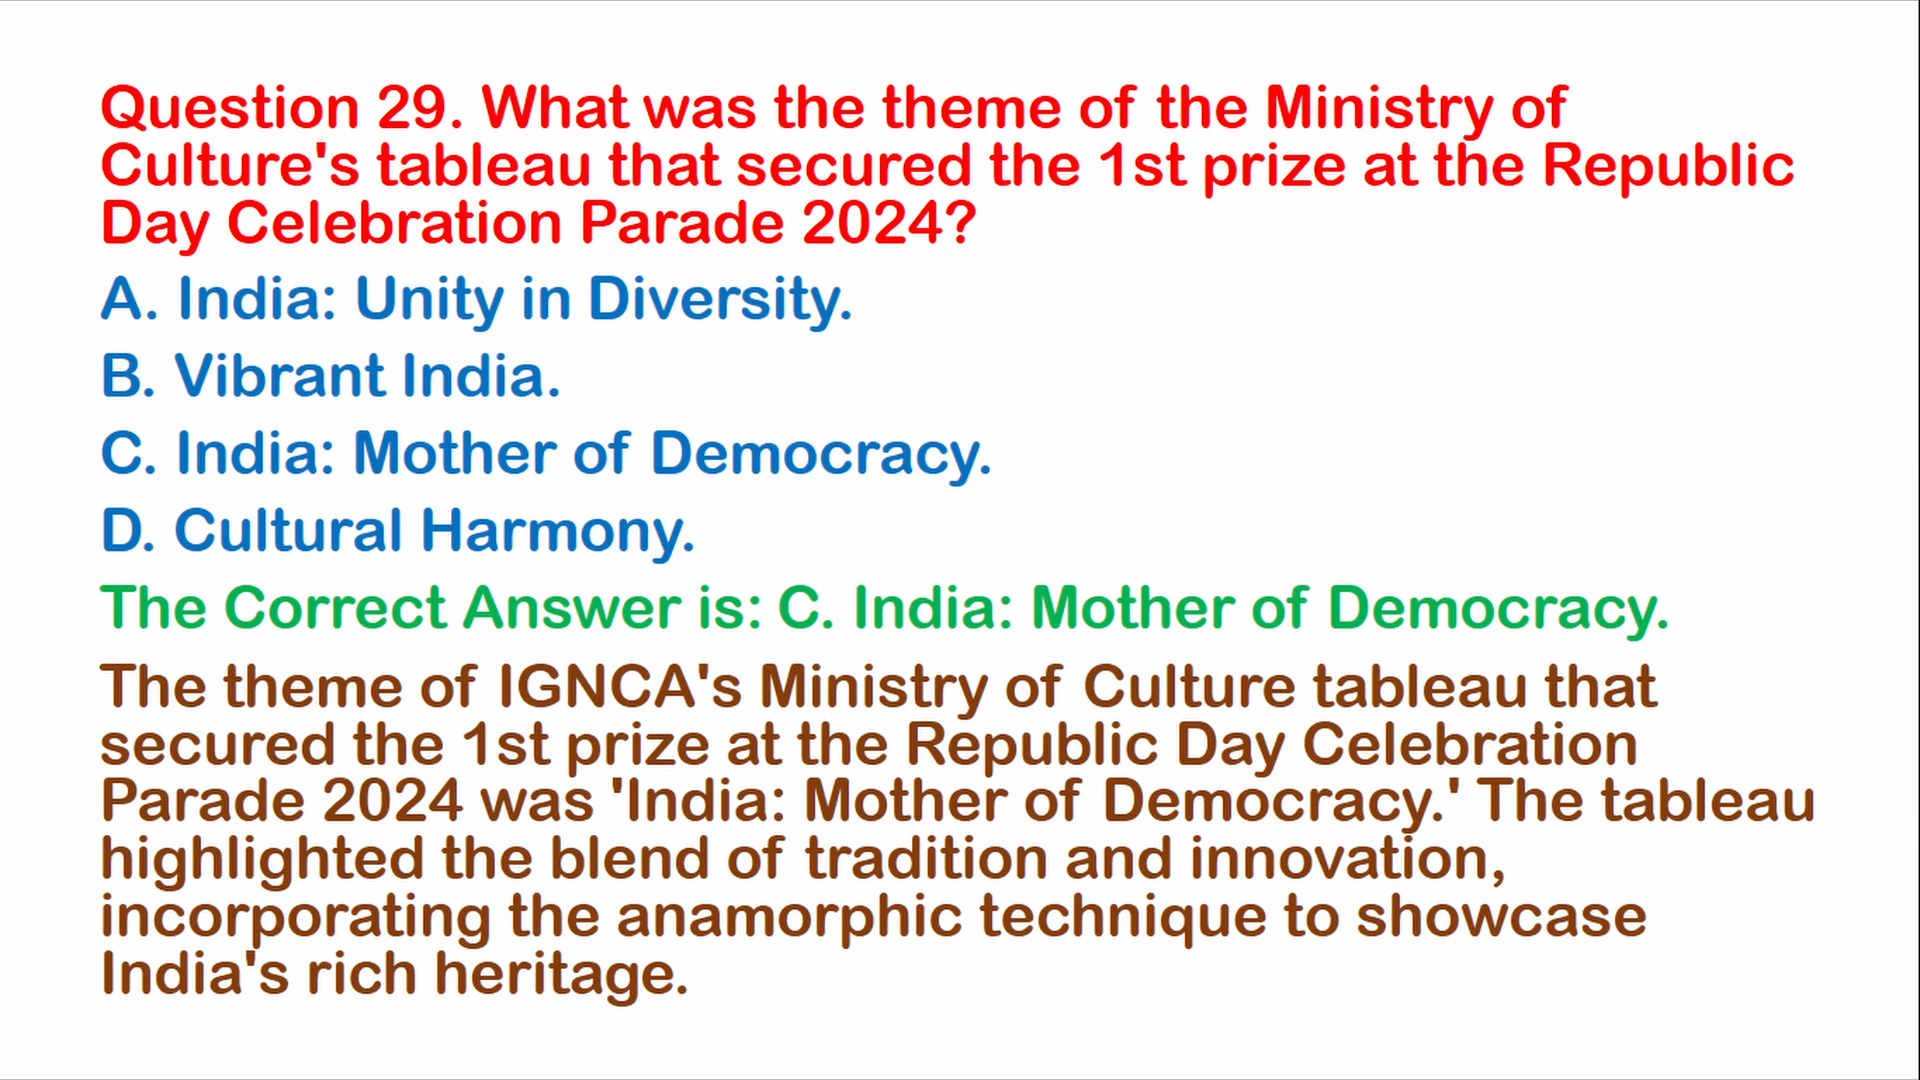 Question 29. What was the theme of the Ministry of
Culture's tableau that secured the 1st prize at the Republic
Day Celebration Parade 2024?
A. India: Unity in Diversity.
B. Vibrant India.
C. India: Mother of Democracy.
D. Cultural Harmony.
The Correct Answer is: C. India: Mother of Democracy.
The theme of IGNCA's Ministry of Culture tableau that
secured the 1st prize at the Republic Day Celebration
Parade 2024 was 'India: Mother of Democracy.' The tableau
highlighted the blend of tradition and innovation,
incorporating the anamorphic technique to showcase
India's rich heritage.